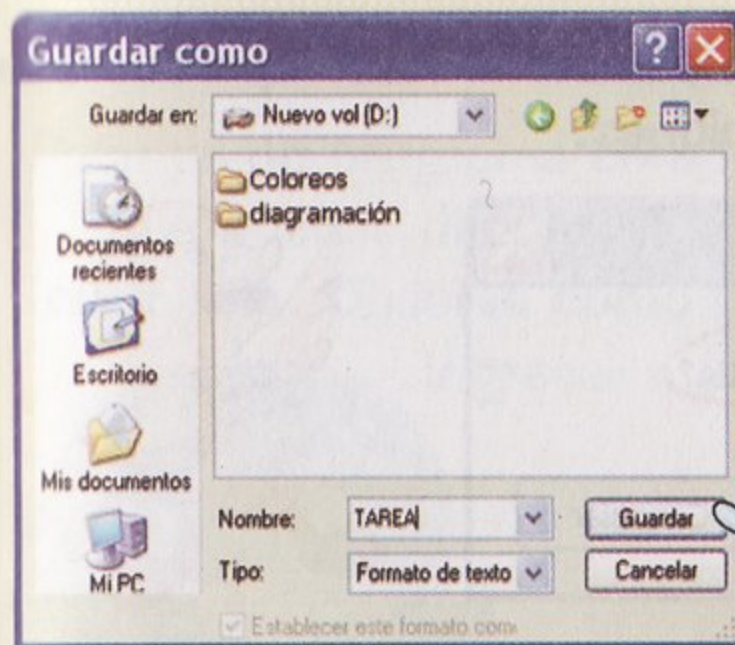 Guardar como
Guardar en: Nuevo vol (D:)
Coloreos
diagramación
Documentos
recientes
Escritorio
Mis documentos
Mi PC
Nombre: TAREA Guardar
Tipo: Formato de texto Cancelar
Establecer este formato com